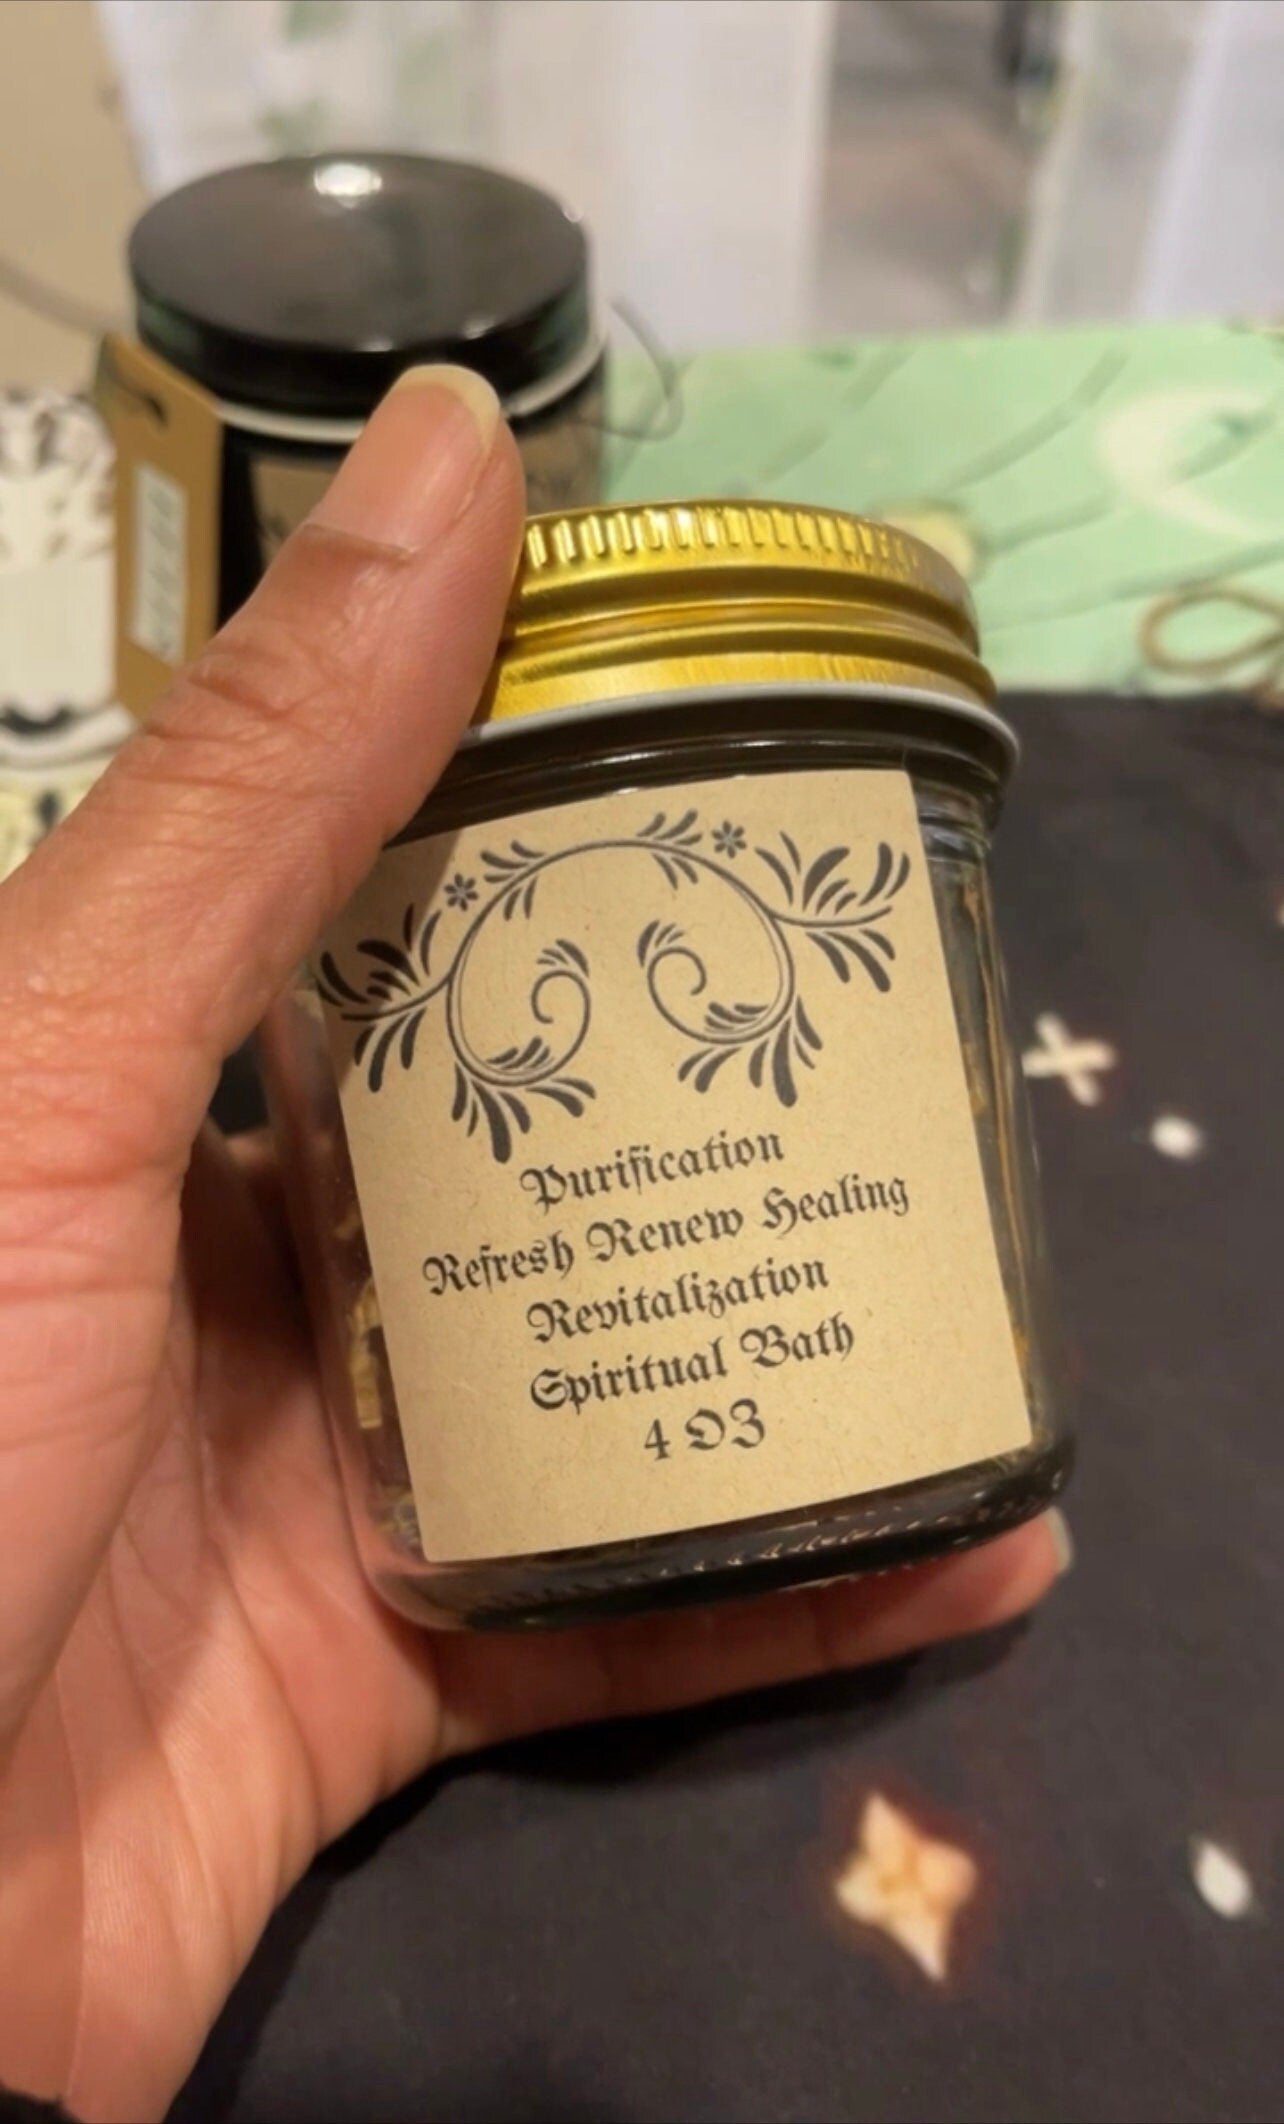 Purification
Refresh Renew Healing
Revitalization
Spiritual Bath
4 OZ